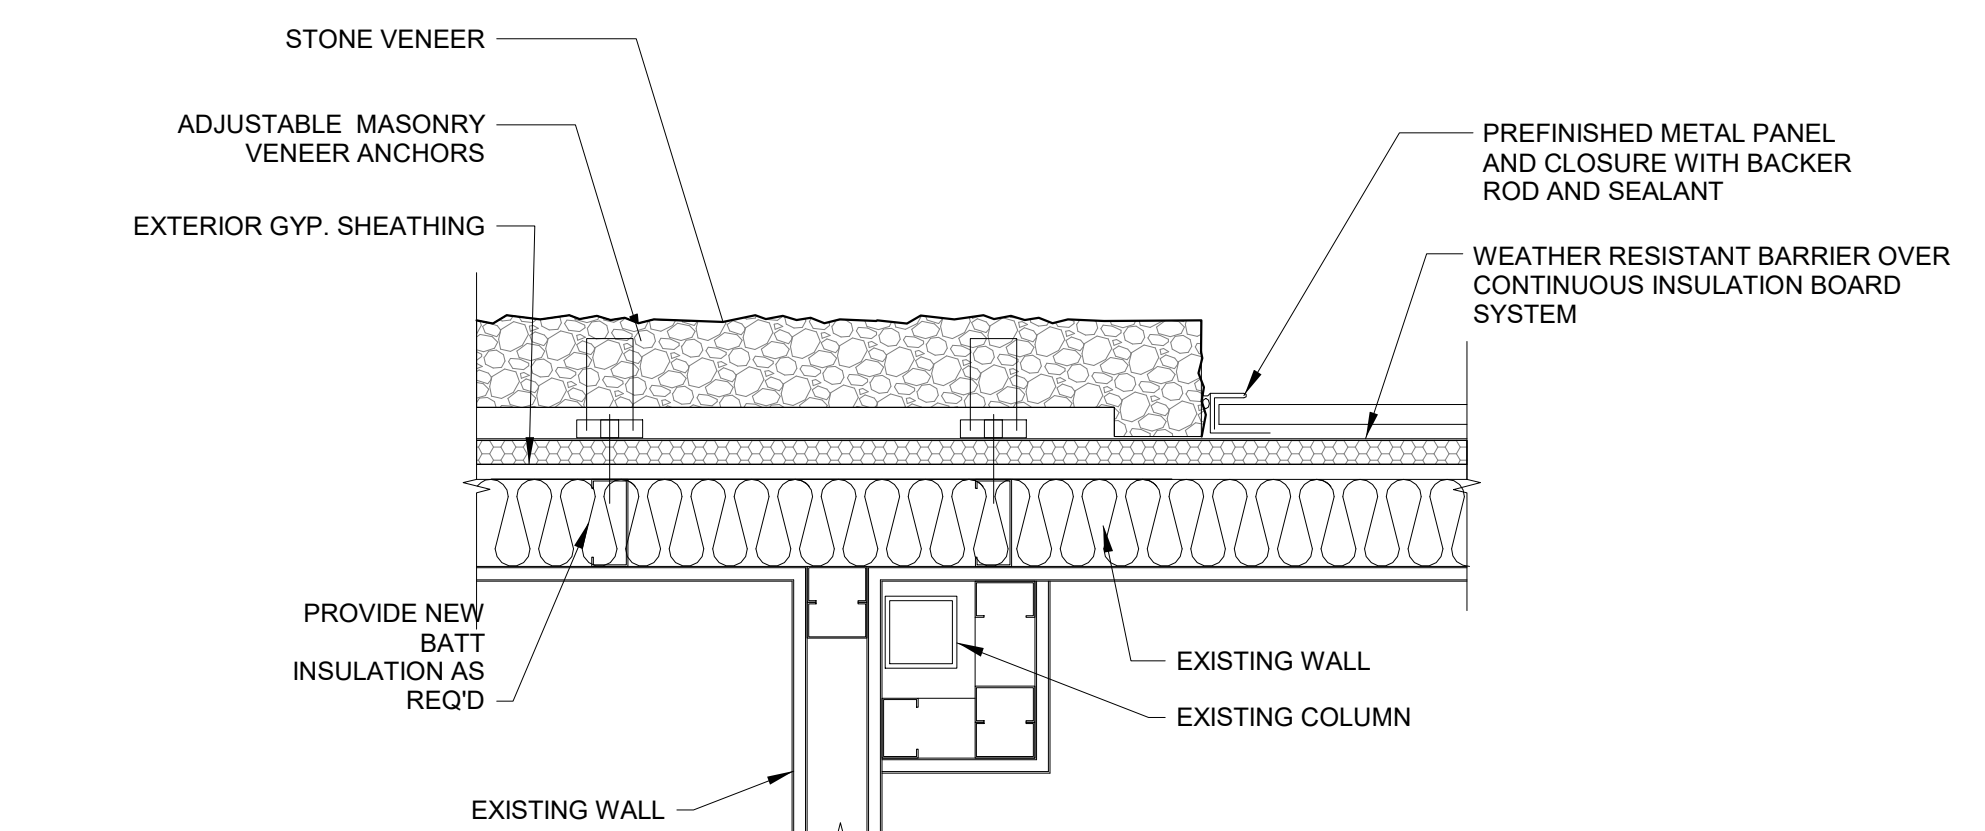 STONE VENEER
ADJUSTABLE MASONRY
VENEER ANCHORS
EXTERIOR GYP. SHEATHING
PREFINISHED METAL PANEL
AND CLOSURE WITH BACKER
ROD AND SEALANT
WEATHER RESISTANT BARRIER OVER
CONTINUOUS INSULATION BOARD
SYSTEM
PROVIDE NEW
BATT
INSULATION AS
REQ'D
EXISTING WALL
EXISTING COLUMN
EXISTING WALL